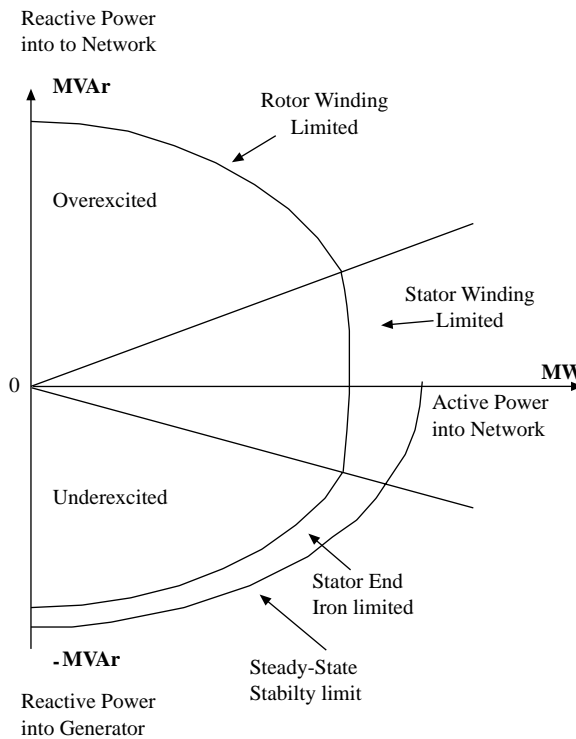 Reactive Power
into to Network
MVAr
Rotor Winding
Limited
Overexcited
Stator Winding
Limited
0
MW
Active Power
into Network
Underexcited
Stator End
Iron limited
-MVAr
Steady-State
Stabilty limit
Reactive Power
into Generator